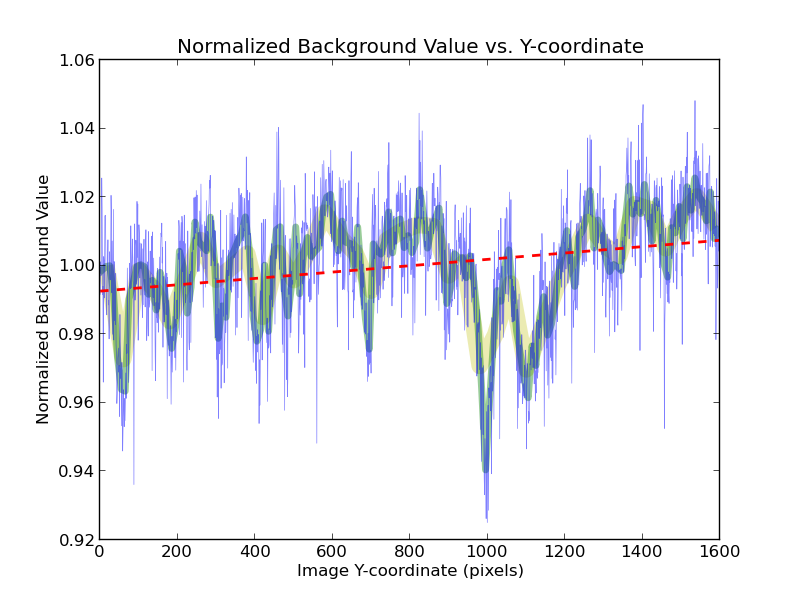 Normalized Background Value vs. Y-coordinate
1.06
1.04
1.02
1.00
0.98
0.96
0.94
0.92
Normalized Background Value
0 200 400 600 800 1000 1200 1400 1600
Image Y-coordinate (pixels)